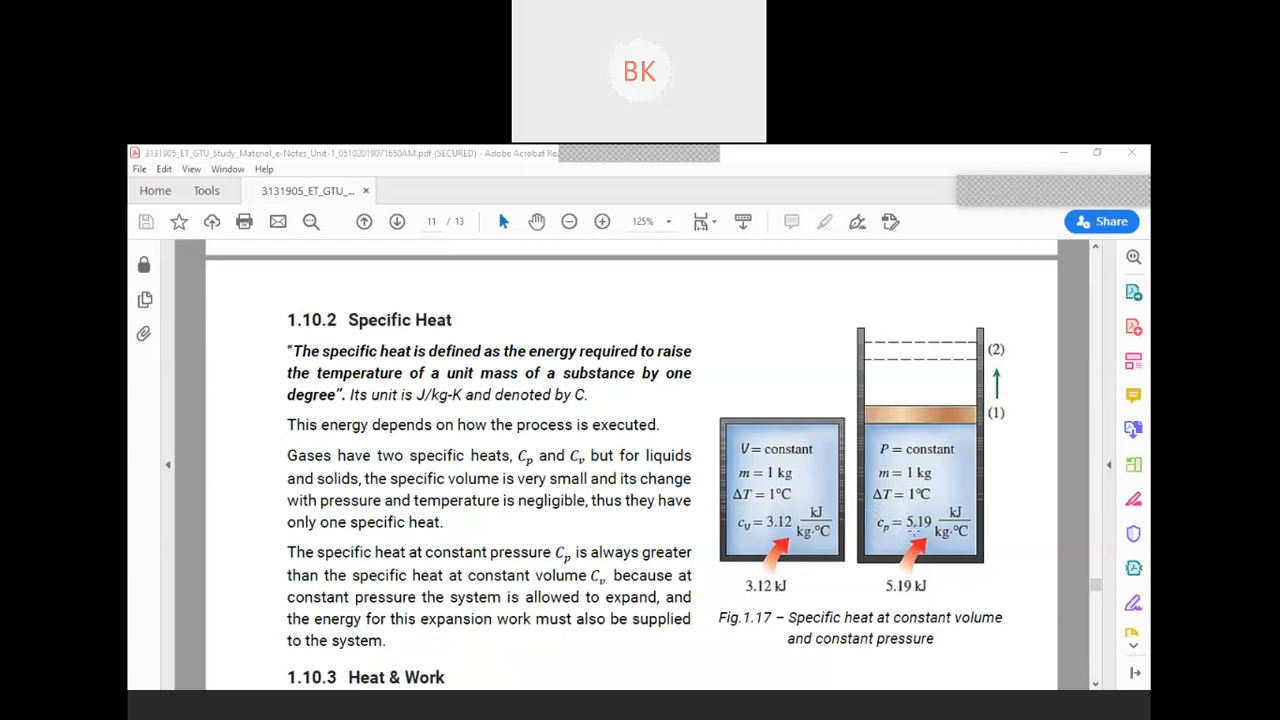 BK
3131905_ET_GTU_Study_Material_e-Notes_Unit-1_05102019071650AM.pdf (SECURED) - Adobe Acrobat Re
File Edit View Window Help
Home Tools 3131905_ET_GTU_... ×
11 / 13 125% Share
1.10.2 Specific Heat
“The specific heat is defined as the energy required to raise
the temperature of a unit mass of a substance by one
degree”. Its unit is J/kg-K and denoted by C.
This energy depends on how the process is executed.
Gases have two specific heats, Cp and Cv but for liquids
and solids, the specific volume is very small and its change
with pressure and temperature is negligible, thus they have
only one specific heat.
The specific heat at constant pressure Cp is always greater
than the specific heat at constant volume Cv because at
constant pressure the system is allowed to expand, and
the energy for this expansion work must also be supplied
to the system.
V = constant
m = 1 kg
ΔT = 1°C
cv = 3.12 kJ/kg·°C
3.12 kJ
(2)
(1)
P = constant
m = 1 kg
ΔT = 1°C
cp = 5.19 kJ/kg·°C
5.19 kJ
Fig.1.17 – Specific heat at constant volume
and constant pressure
1.10.3 Heat & Work